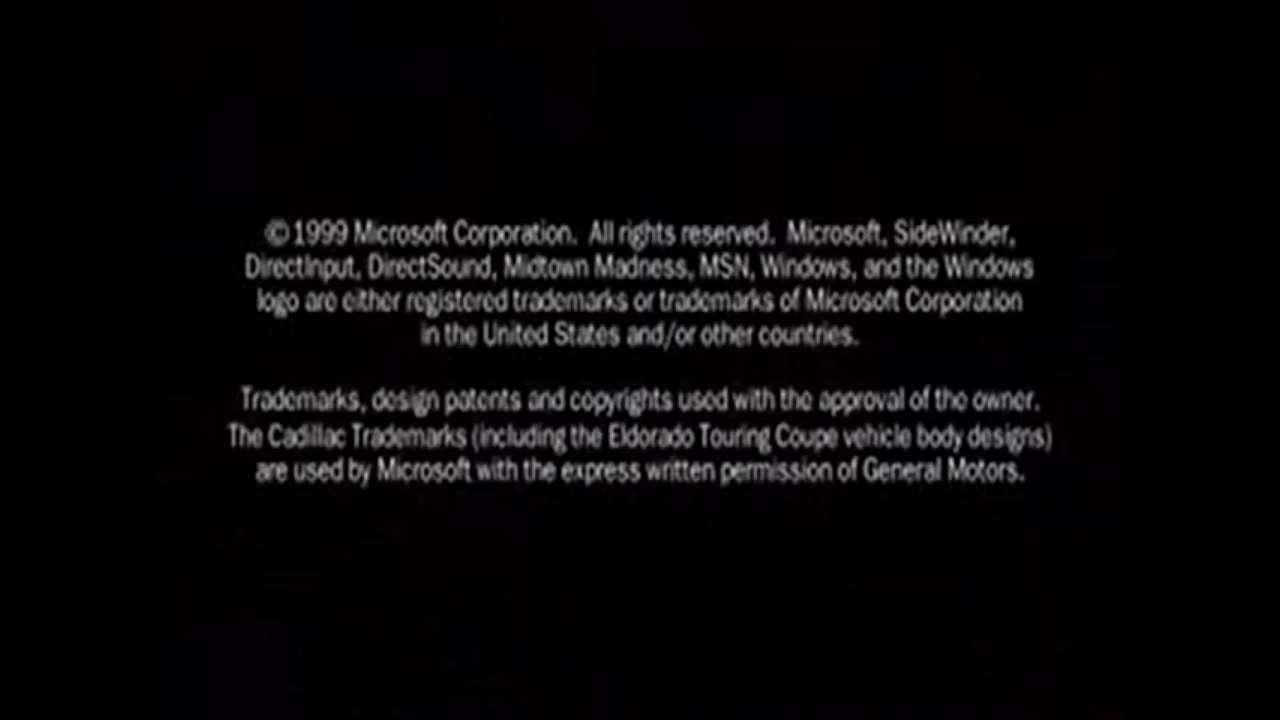 © 1999 Microsoft Corporation. All rights reserved. Microsoft, SideWinder,
DirectInput, DirectSound, Midtown Madness, MSN, Windows, and the Windows
logo are either registered trademarks or trademarks of Microsoft Corporation
in the United States and/or other countries.
Trademarks, design patents and copyrights used with the approval of the owner.
The Cadillac Trademarks (including the Eldorado Touring Coupe vehicle body designs)
are used by Microsoft with the express written permission of General Motors.